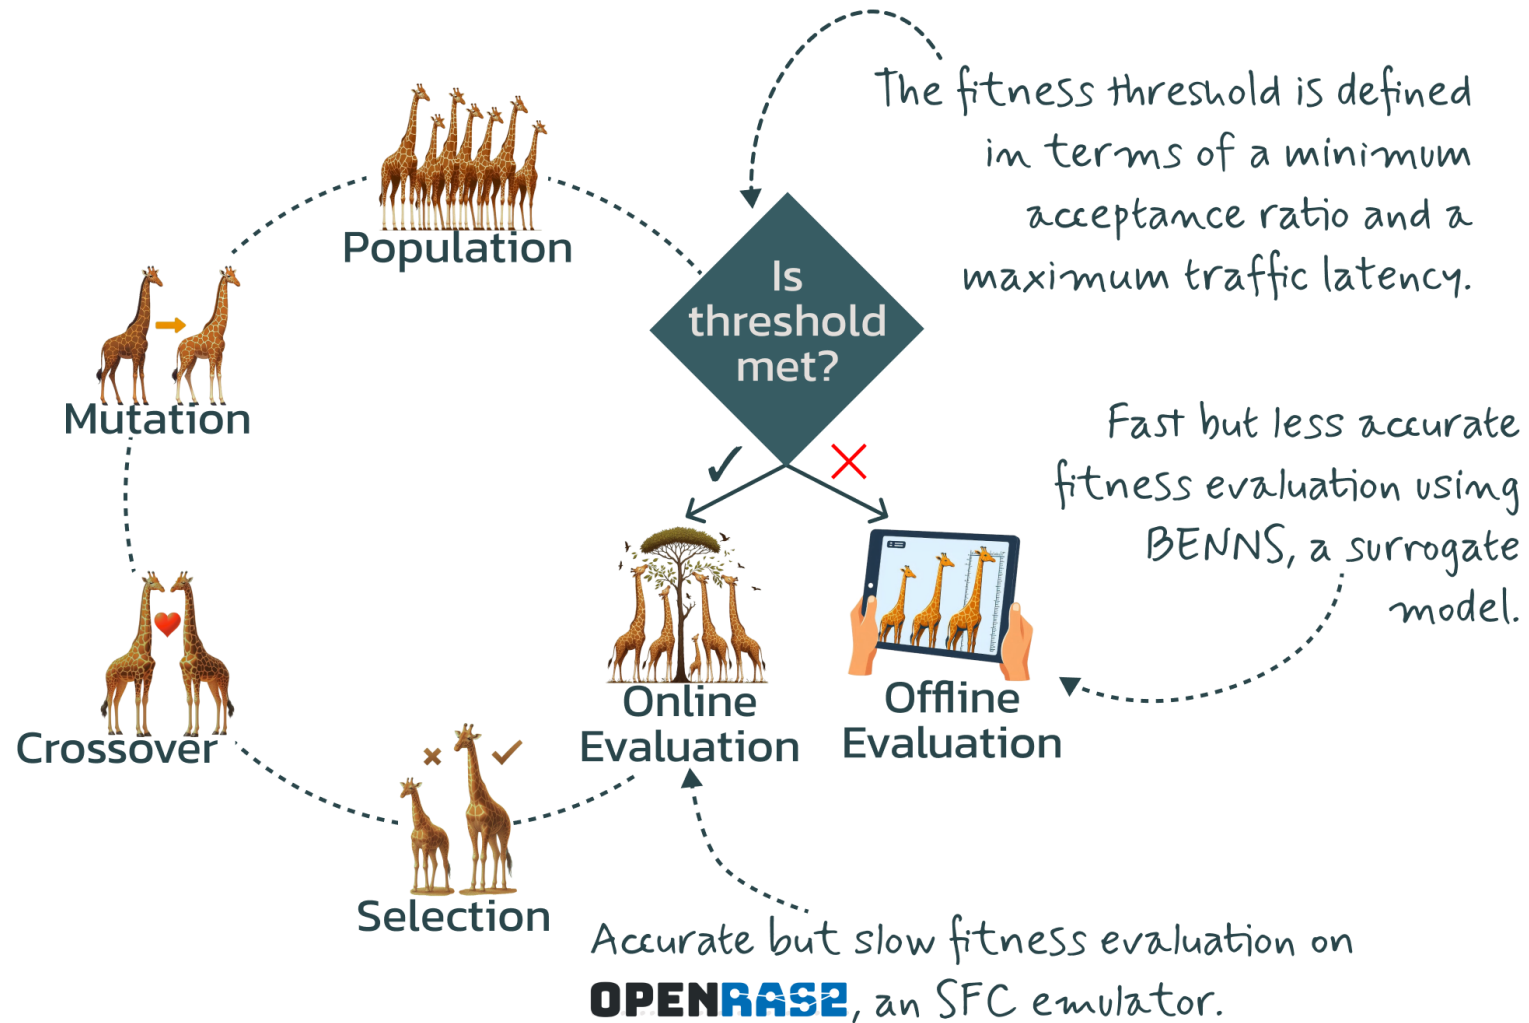 The fitness threshold is defined
in terms of a minimum
acceptance ratio and a
maximum traffic latency.
Population
Is
threshold
met?
Mutation
Fast but less accurate
fitness evaluation using
BENNS, a surrogate
model.
Crossover
Online
Evaluation
Offline
Evaluation
Selection
Accurate but slow fitness evaluation on
OPENRASE, an SFC emulator.